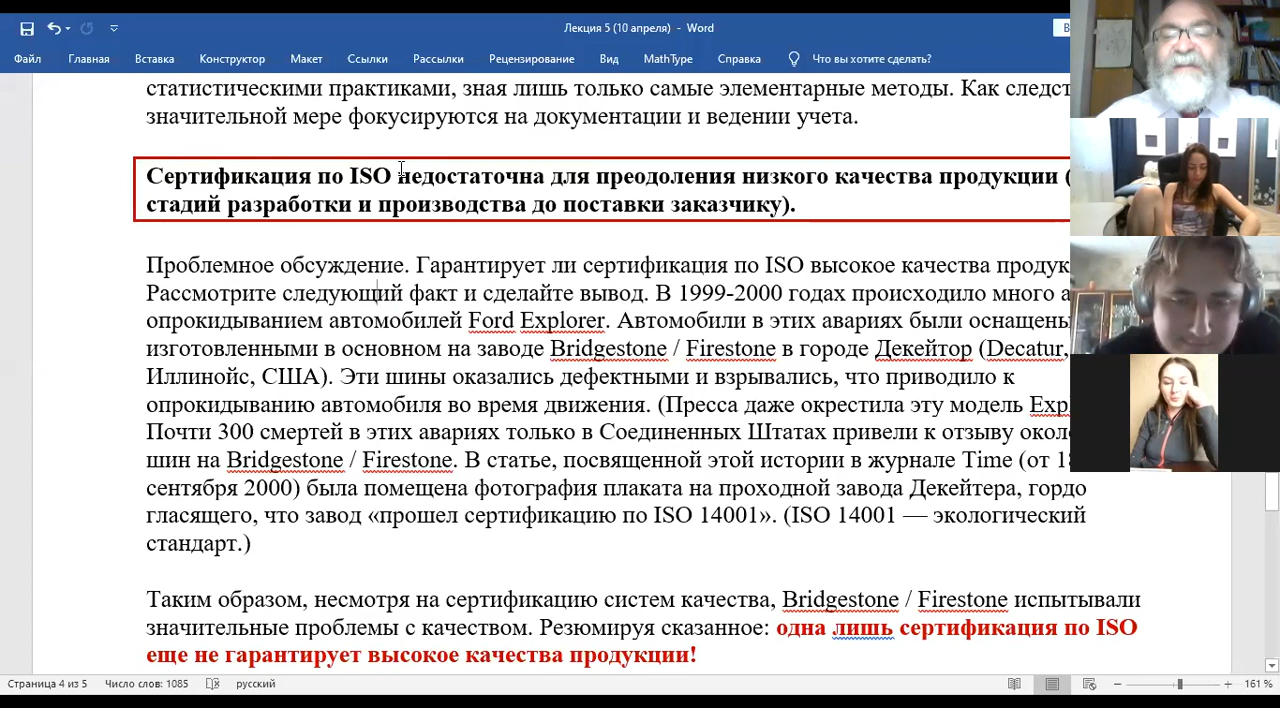 Лекция 5 (10 апреля) - Word
Файл Главная Вставка Конструктор Макет Ссылки Рассылки Рецензирование Вид MathType Справка Что вы хотите сделать?
статистическими практиками, зная лишь только самые элементарные методы. Как следст
значительной мере фокусируются на документации и ведении учета.
Сертификация по ISO недостаточна для преодоления низкого качества продукции (
стадий разработки и производства до поставки заказчику).
Проблемное обсуждение. Гарантирует ли сертификация по ISO высокое качества продук
Рассмотрите следующий факт и сделайте вывод. В 1999-2000 годах происходило много а
опрокидыванием автомобилей Ford Explorer. Автомобили в этих авариях были оснащены
изготовленными в основном на заводе Bridgestone / Firestone в городе Декейтор (Decatur,
Иллинойс, США). Эти шины оказались дефектными и взрывались, что приводило к
опрокидыванию автомобиля во время движения. (Пресса даже окрестила эту модель Exp
Почти 300 смертей в этих авариях только в Соединенных Штатах привели к отзыву окол
шин на Bridgestone / Firestone. В статье, посвященной этой истории в журнале Time (от 18
сентября 2000) была помещена фотография плаката на проходной завода Декейтера, гордо
гласящего, что завод «прошел сертификацию по ISO 14001». (ISO 14001 — экологический
стандарт.)
Таким образом, несмотря на сертификацию систем качества, Bridgestone / Firestone испытывали
значительные проблемы с качеством. Резюмируя сказанное: одна лишь сертификация по ISO
еще не гарантирует высокое качества продукции!
Страница 4 из 5 Число слов: 1085 русский 161 %